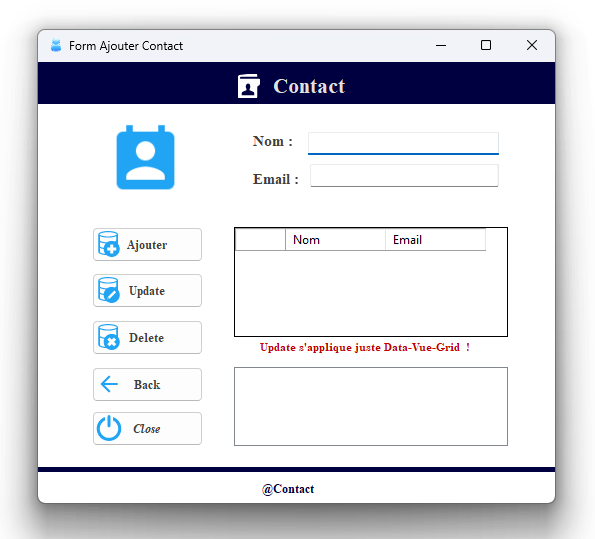 Form Ajouter Contact
Contact
Nom :
Email :
Ajouter
Nom Email
Update
Delete
Update s'applique juste Data-Vue-Grid !
Back
Close
@Contact